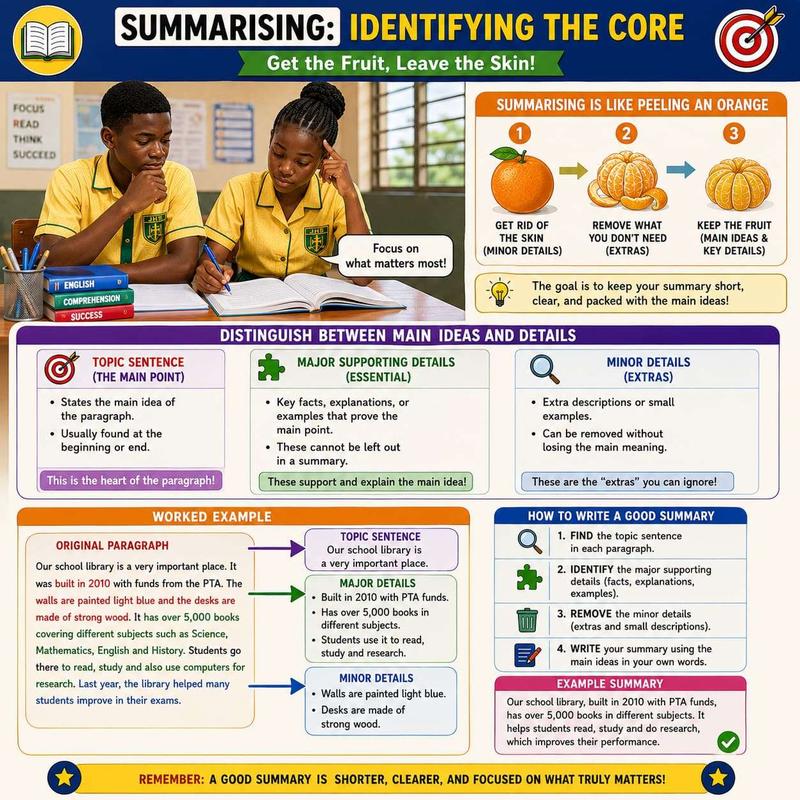 SUMMARISING: IDENTIFYING THE CORE
Get the Fruit, Leave the Skin!
FOCUS
READ
THINK
SUCCEED
JHS
JHS
Focus on
what matters most!
ENGLISH
COMPREHENSION
SUCCESS
SUMMARISING IS LIKE PEELING AN ORANGE
1
2
3
GET RID OF
THE SKIN
(MINOR DETAILS)
REMOVE WHAT
YOU DON'T NEED
(EXTRAS)
KEEP THE FRUIT
(MAIN IDEAS &
KEY DETAILS)
The goal is to keep your summary short,
clear, and packed with the main ideas!
DISTINGUISH BETWEEN MAIN IDEAS AND DETAILS
TOPIC SENTENCE
(THE MAIN POINT)
• States the main idea of
the paragraph.
• Usually found at the
beginning or end.
This is the heart of the paragraph!
MAJOR SUPPORTING DETAILS
(ESSENTIAL)
• Key facts, explanations, or
examples that prove the
main point.
• These cannot be left out
in a summary.
These support and explain the main idea!
MINOR DETAILS
(EXTRAS)
• Extra descriptions or small
examples.
• Can be removed without
losing the main meaning.
These are the "extras" you can ignore!
WORKED EXAMPLE
ORIGINAL PARAGRAPH
Our school library is a very important place. It
was built in 2010 with funds from the PTA. The
walls are painted light blue and the desks are
made of strong wood. It has over 5,000 books
covering different subjects such as Science,
Mathematics, English and History. Students go
there to read, study and also use computers for
research. Last year, the library helped many
students improve in their exams.
TOPIC SENTENCE
Our school library is
a very important place.
MAJOR DETAILS
• Built in 2010 with PTA funds.
• Has over 5,000 books in
different subjects.
• Students use it to read,
study and research.
MINOR DETAILS
• Walls are painted light blue.
• Desks are made of
strong wood.
HOW TO WRITE A GOOD SUMMARY
1. FIND the topic sentence
in each paragraph.
2. IDENTIFY the major supporting
details (facts, explanations,
examples).
3. REMOVE the minor details
(extras and small descriptions).
4. WRITE your summary using the
main ideas in your own words.
EXAMPLE SUMMARY
Our school library, built in 2010 with PTA funds,
has over 5,000 books in different subjects. It
helps students read, study and do research,
which improves their performance.
REMEMBER: A GOOD SUMMARY IS SHORTER, CLEARER, AND FOCUSED ON WHAT TRULY MATTERS!